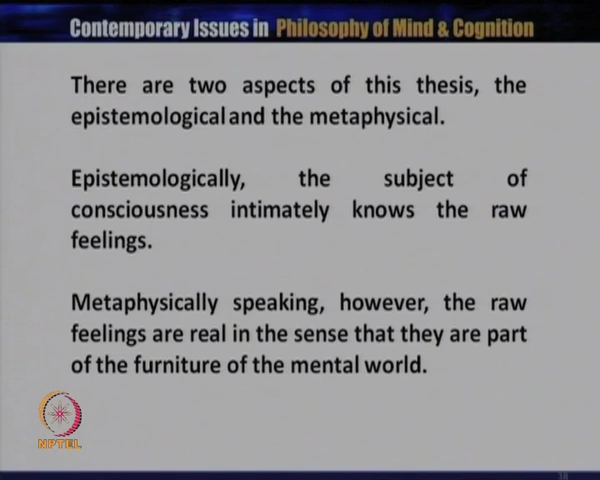 Contemporary Issues in Philosophy of Mind & Cognition
There are two aspects of this thesis, the
epistemological and the metaphysical.
Epistemologically, the subject of
consciousness intimately knows the raw
feelings.
Metaphysically speaking, however, the raw
feelings are real in the sense that they are part
of the furniture of the mental world.
NPTEL
38